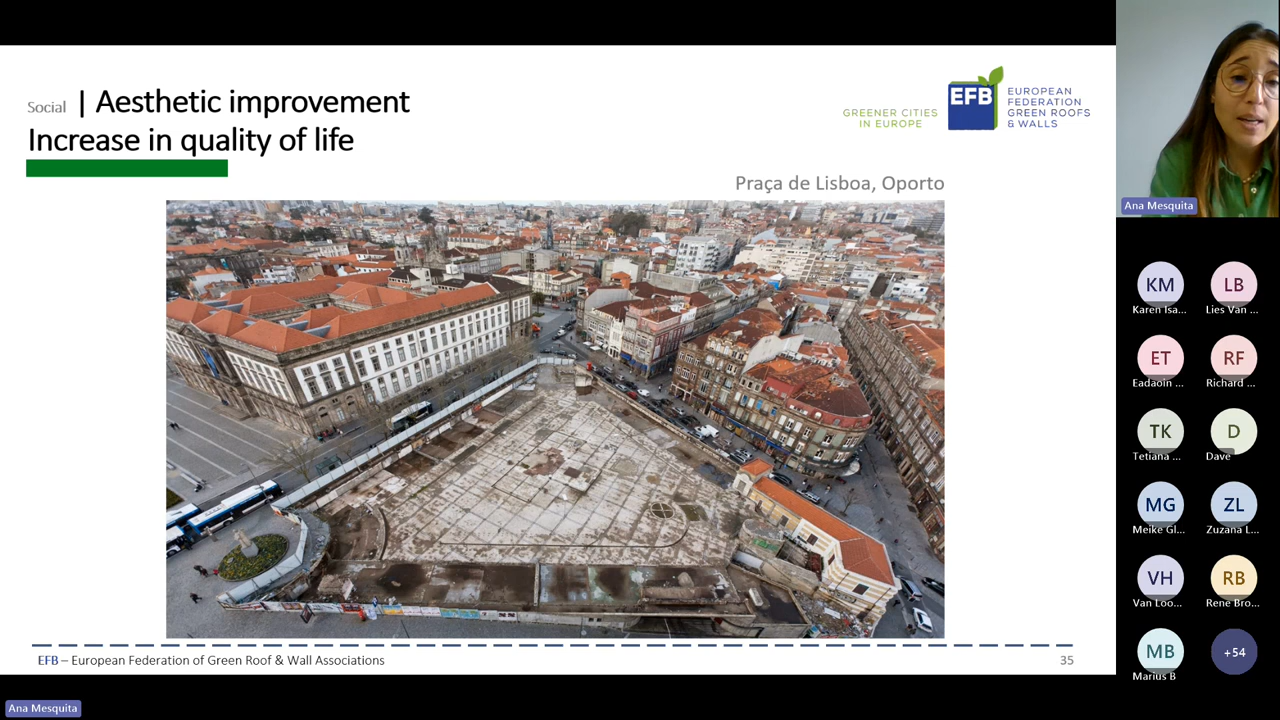 Social | Aesthetic improvement
Increase in quality of life
GREENER CITIES
IN EUROPE
EFB
EUROPEAN
FEDERATION
GREEN ROOFS
& WALLS
Praça de Lisboa, Oporto
EFB – European Federation of Green Roof & Wall Associations
35
Ana Mesquita
KM
Karen Isa...
LB
Lies Van ...
ET
Eadaoin ...
RF
Richard ...
TK
Tetiana ...
D
Dave
MG
Meike Gl...
ZL
Zuzana L...
VH
Van Loo...
RB
Rene Bro...
MB
Marius B
+54
Ana Mesquita